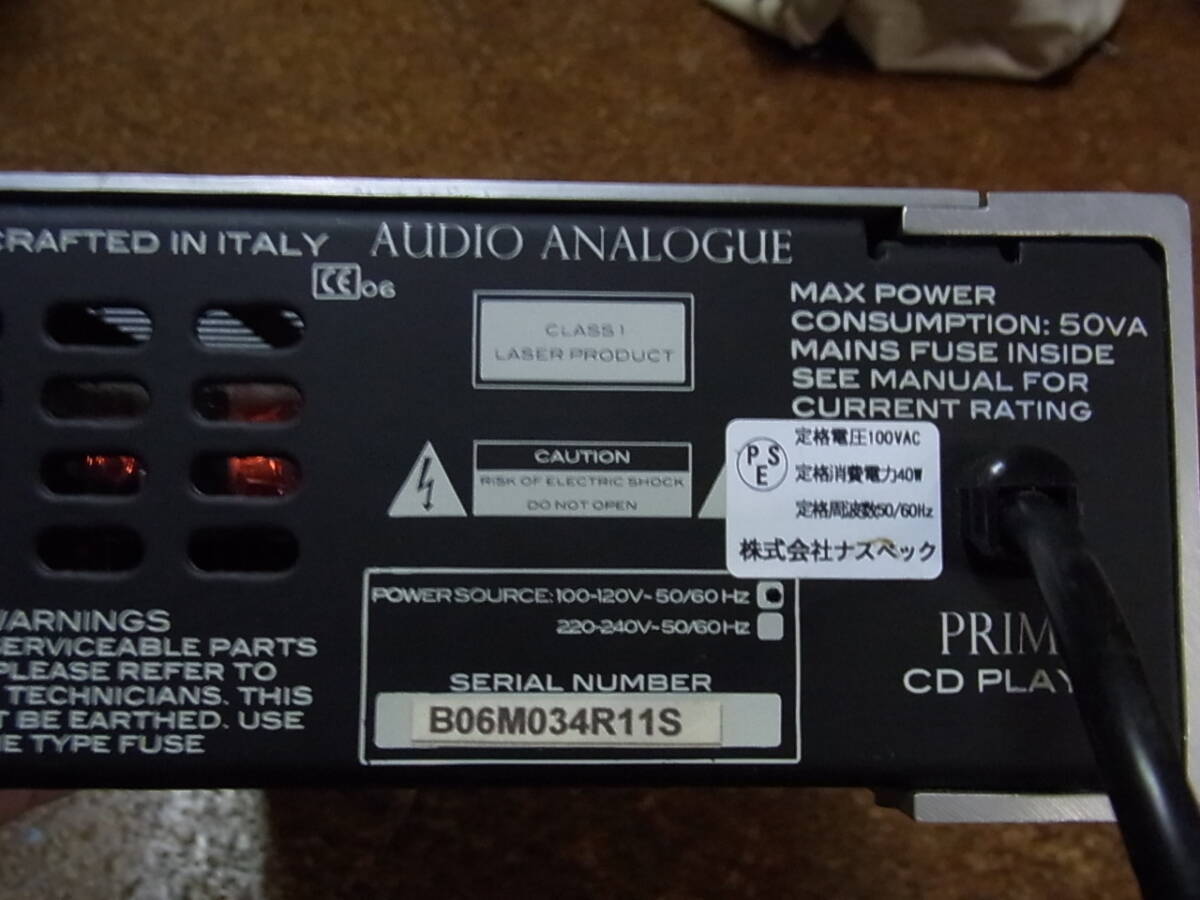 CRAFTED IN ITALY
AUDIO ANALOGUE
CE 06
CLASS 1
LASER PRODUCT
MAX POWER
CONSUMPTION: 50VA
MAINS FUSE INSIDE
SEE MANUAL FOR
CURRENT RATING
CAUTION
RISK OF ELECTRIC SHOCK
DO NOT OPEN
PSE
定格電圧100VAC
定格消費電力40W
定格周波数50/60Hz
株式会社ナスペック
POWER SOURCE: 100-120V~ 50/60 Hz
220-240V~50/60 Hz
SERIAL NUMBER
B06M034R11S
WARNINGS
SERVICEABLE PARTS
PLEASE REFER TO
TECHNICIANS. THIS
BE EARTHED. USE
TYPE FUSE
PRIM
CD PLAY